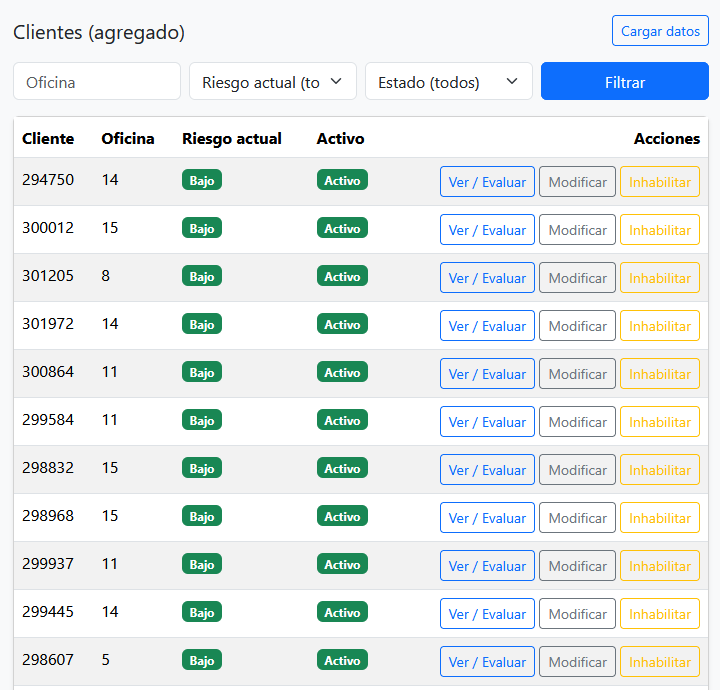 Clientes (agregado) Cargar datos
Oficina Riesgo actual (to Estado (todos) Filtrar
Cliente Oficina Riesgo actual Activo Acciones
294750 14 Bajo Activo Ver / Evaluar Modificar Inhabilitar
300012 15 Bajo Activo Ver / Evaluar Modificar Inhabilitar
301205 8 Bajo Activo Ver / Evaluar Modificar Inhabilitar
301972 14 Bajo Activo Ver / Evaluar Modificar Inhabilitar
300864 11 Bajo Activo Ver / Evaluar Modificar Inhabilitar
299584 11 Bajo Activo Ver / Evaluar Modificar Inhabilitar
298832 15 Bajo Activo Ver / Evaluar Modificar Inhabilitar
298968 15 Bajo Activo Ver / Evaluar Modificar Inhabilitar
299937 11 Bajo Activo Ver / Evaluar Modificar Inhabilitar
299445 14 Bajo Activo Ver / Evaluar Modificar Inhabilitar
298607 5 Bajo Activo Ver / Evaluar Modificar Inhabilitar